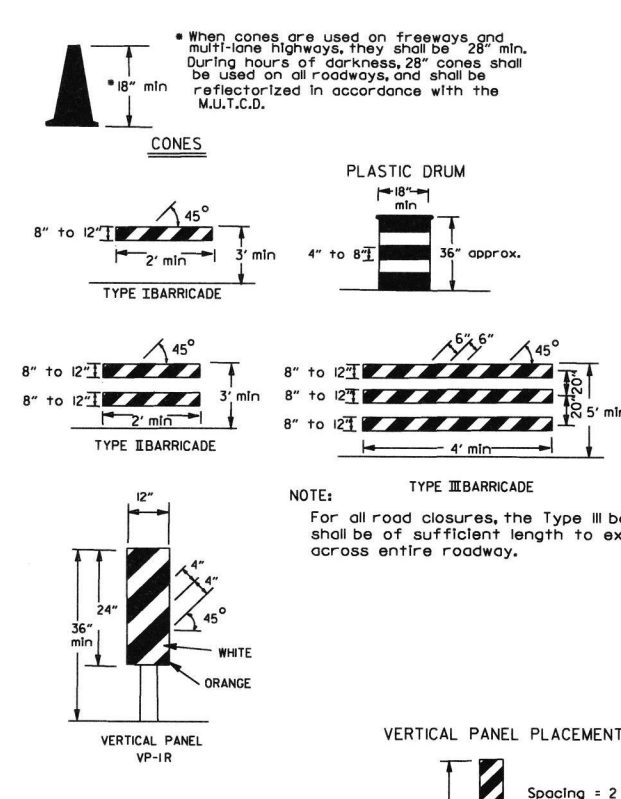 * When cones are used on freeways and
multi-lane highways, they shall be 28" min.
During hours of darkness, 28" cones shall
be used on all roadways, and shall be
reflectorized in accordance with the
M.U.T.C.D.
*18" min
CONES
PLASTIC DRUM
18"
min
4" to 8"
36" approx.
45°
8" to 12"
2' min
3' min
TYPE I BARRICADE
45°
8" to 12"
8" to 12"
2' min
3' min
TYPE II BARRICADE
6" 6"
45°
8" to 12"
8" to 12"
8" to 12"
20"
20"
5' min
4' min
TYPE III BARRICADE
NOTE:
For all road closures, the Type III
shall be of sufficient length to
across entire roadway.
12"
4"
4"
45°
24"
36"
min
WHITE
ORANGE
VERTICAL PANEL
VP-1R
VERTICAL PANEL PLACEMENT
Spacing = 2